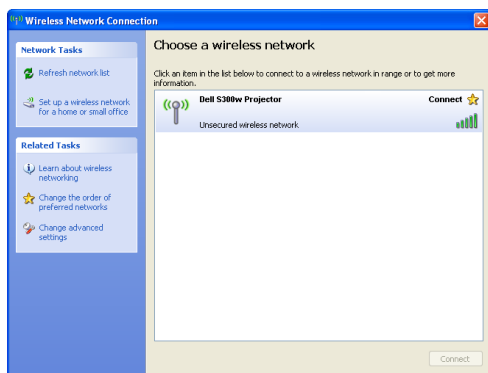 Wireless Network Connection
Network Tasks
Refresh network list
Set up a wireless network
for a home or small office
Related Tasks
Learn about wireless
networking
Change the order of
preferred networks
Change advanced
settings
Choose a wireless network
Click an item in the list below to connect to a wireless network in range or to get more
information.
Dell S300w Projector
Connect
Unsecured wireless network
Connect